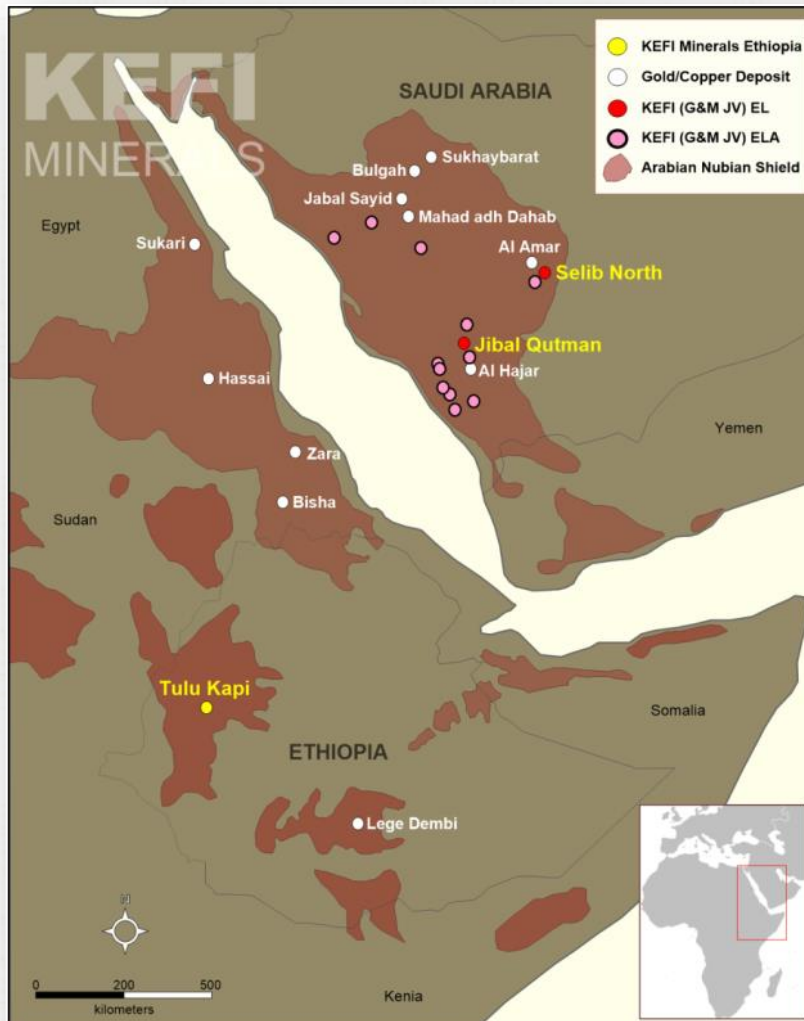 KEFI
MINERALS
KEFI Minerals Ethiopia
Gold/Copper Deposit
KEFI (G&M JV) EL
KEFI (G&M JV) ELA
Arabian Nubian Shield
SAUDI ARABIA
Sukhaybarat
Bulgah
Jabal Sayid
Mahad adh Dahab
Egypt
Sukari
Al Amar
Selib North
Jibal Qutman
Al Hajar
Hassai
Yemen
Zara
Bisha
Sudan
Tulu Kapi
Somalia
ETHIOPIA
Lege Dembi
N
0 200 500
kilometers
Kenia